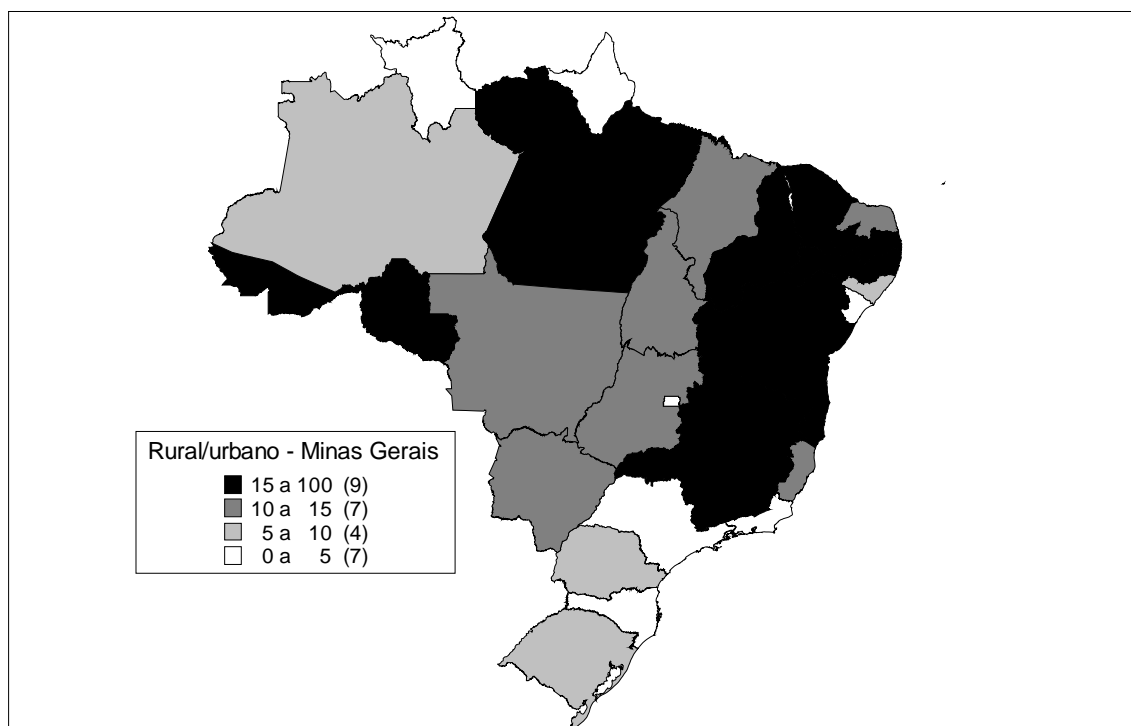 Rural/urbano - Minas Gerais
15 a 100 (9)
10 a 15 (7)
5 a 10 (4)
0 a 5 (7)